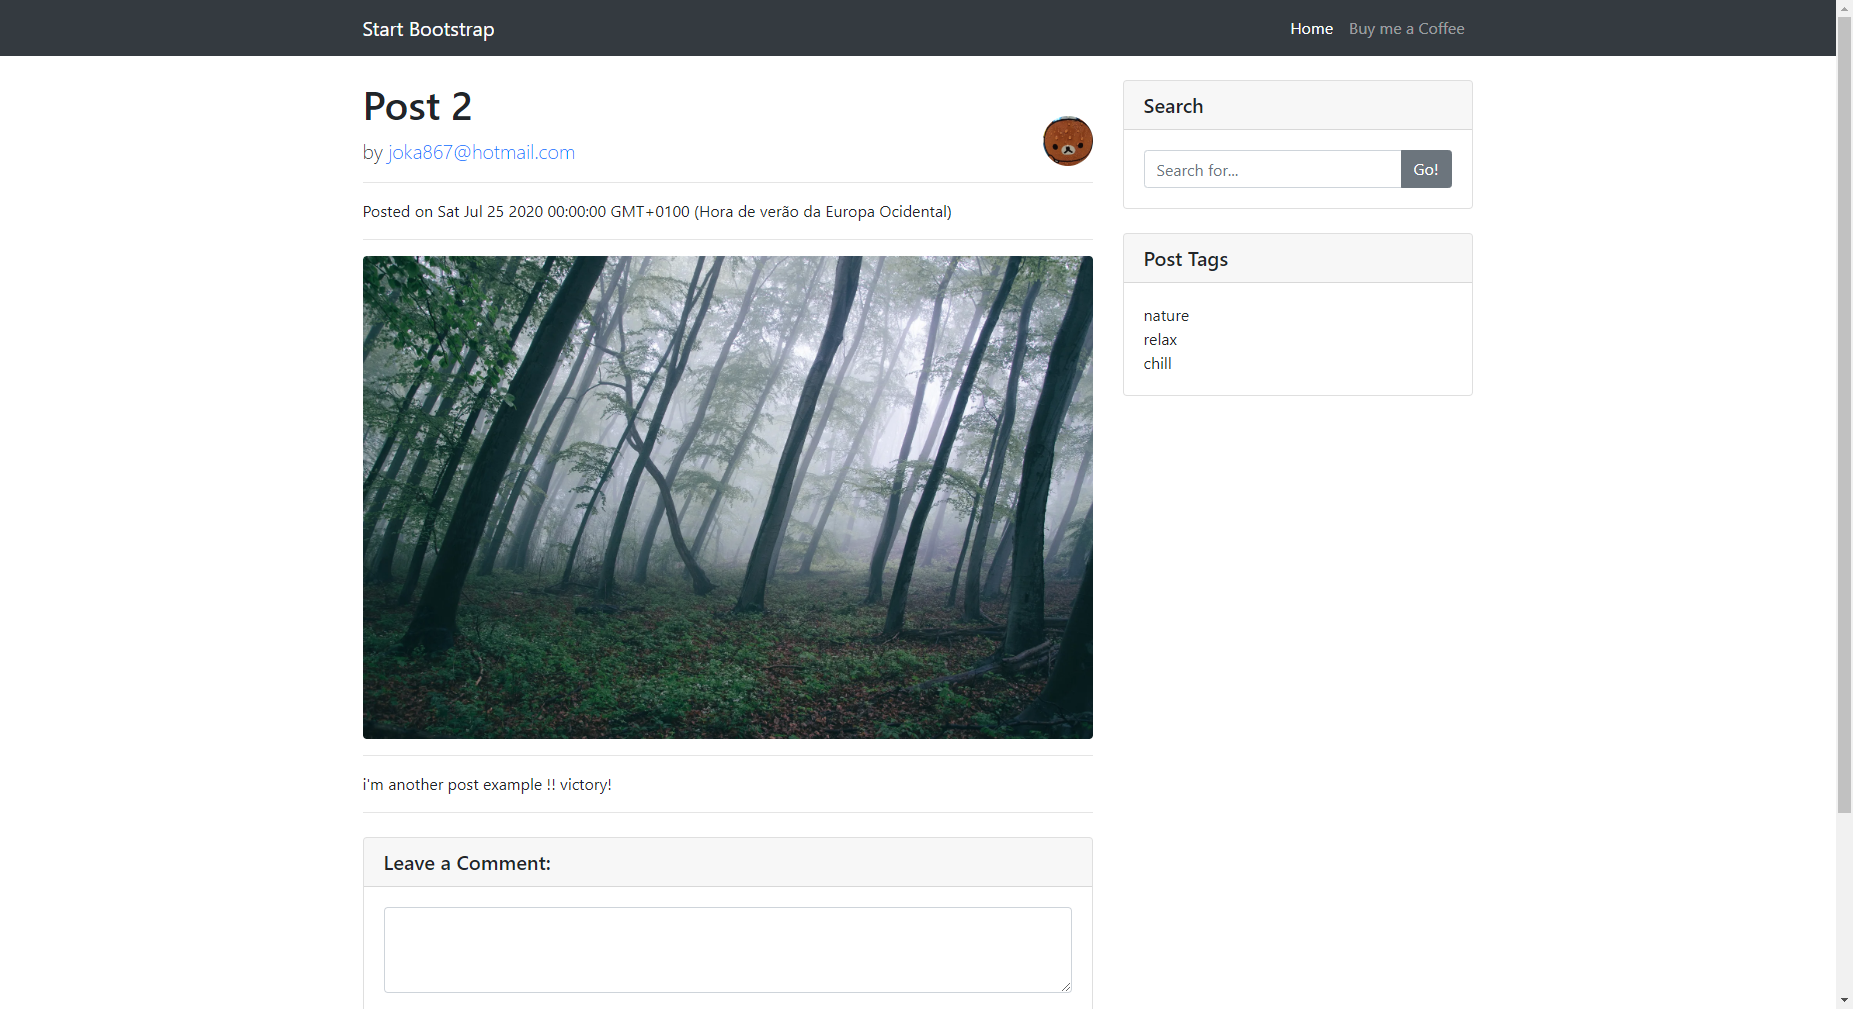 Start Bootstrap
Home
Buy me a Coffee
Post 2
by joka867@hotmail.com
Posted on Sat Jul 25 2020 00:00:00 GMT+0100 (Hora de verão da Europa Ocidental)
i'm another post example !! victory!
Leave a Comment:
Search
Search for...
Go!
Post Tags
nature
relax
chill